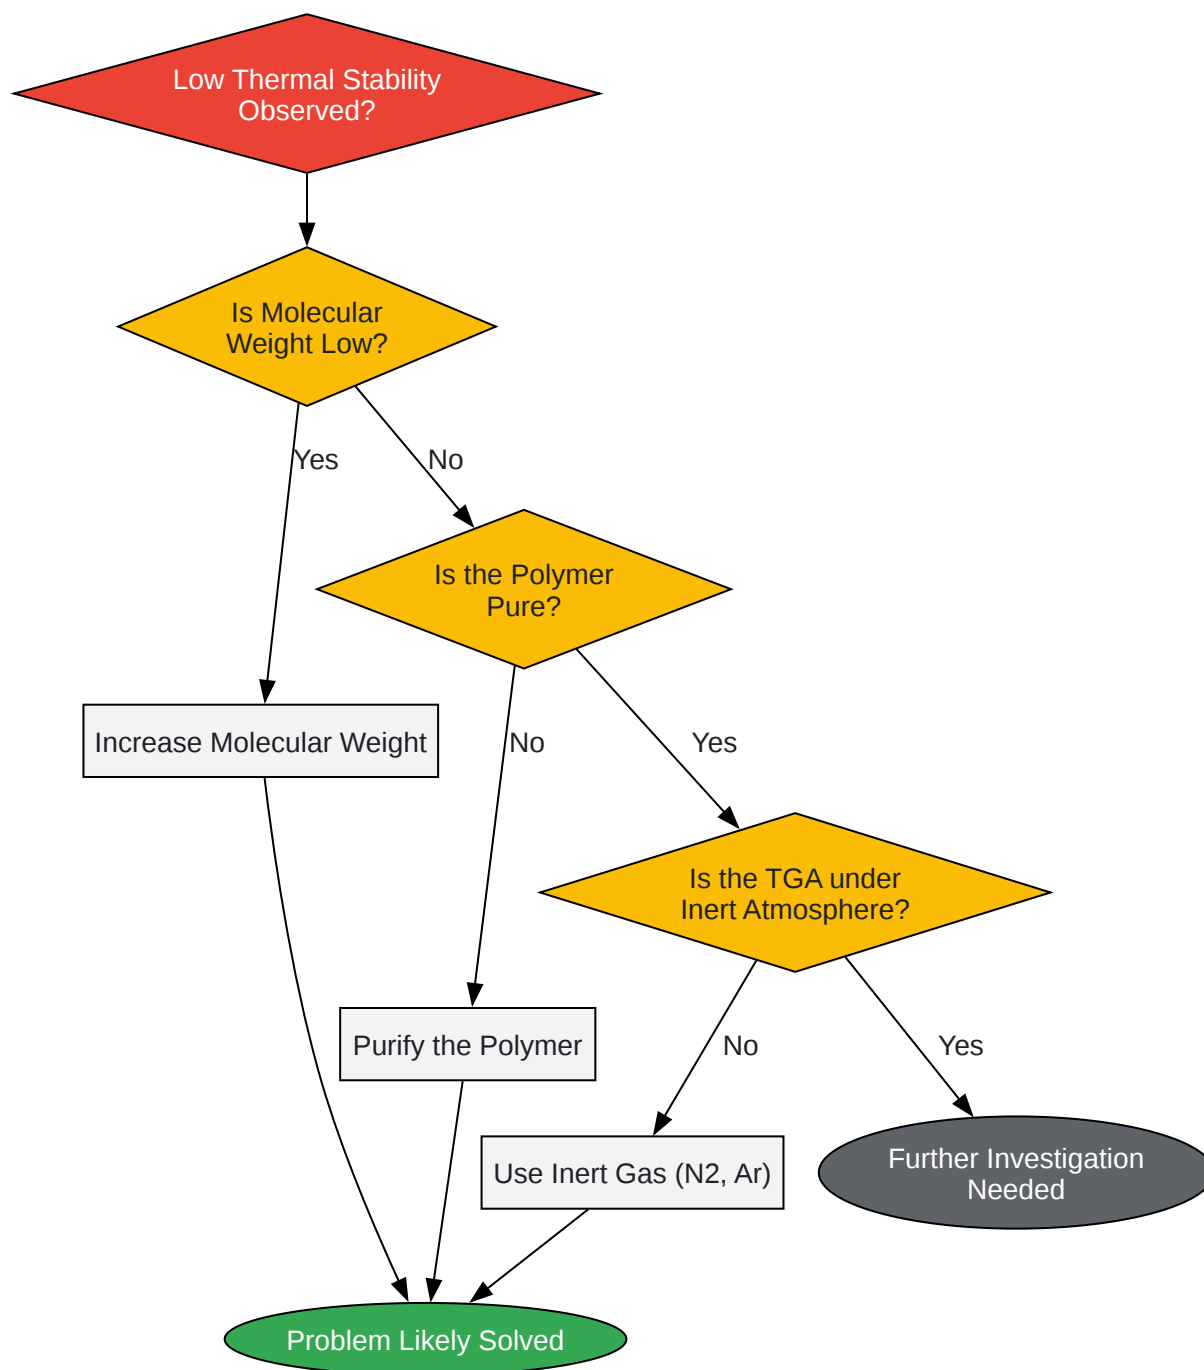 Low Thermal Stability
Observed?
Is Molecular
Weight Low?
Yes
No
Is the Polymer
Pure?
Increase Molecular Weight
No
Yes
Is the TGA under
Inert Atmosphere?
Purify the Polymer
No
Yes
Use Inert Gas (N2, Ar)
Further Investigation
Needed
Problem Likely Solved